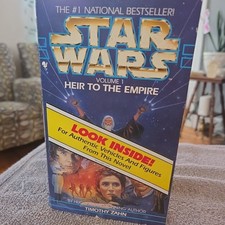 THE #1 NATIONAL BESTSELLER!
STAR
WARS
VOLUME 1
HEIR TO THE EMPIRE
LOOK INSIDE!
For Authentic Vehicles And Figures
From This Novel
AUTHOR
TIMOTHY ZAHN